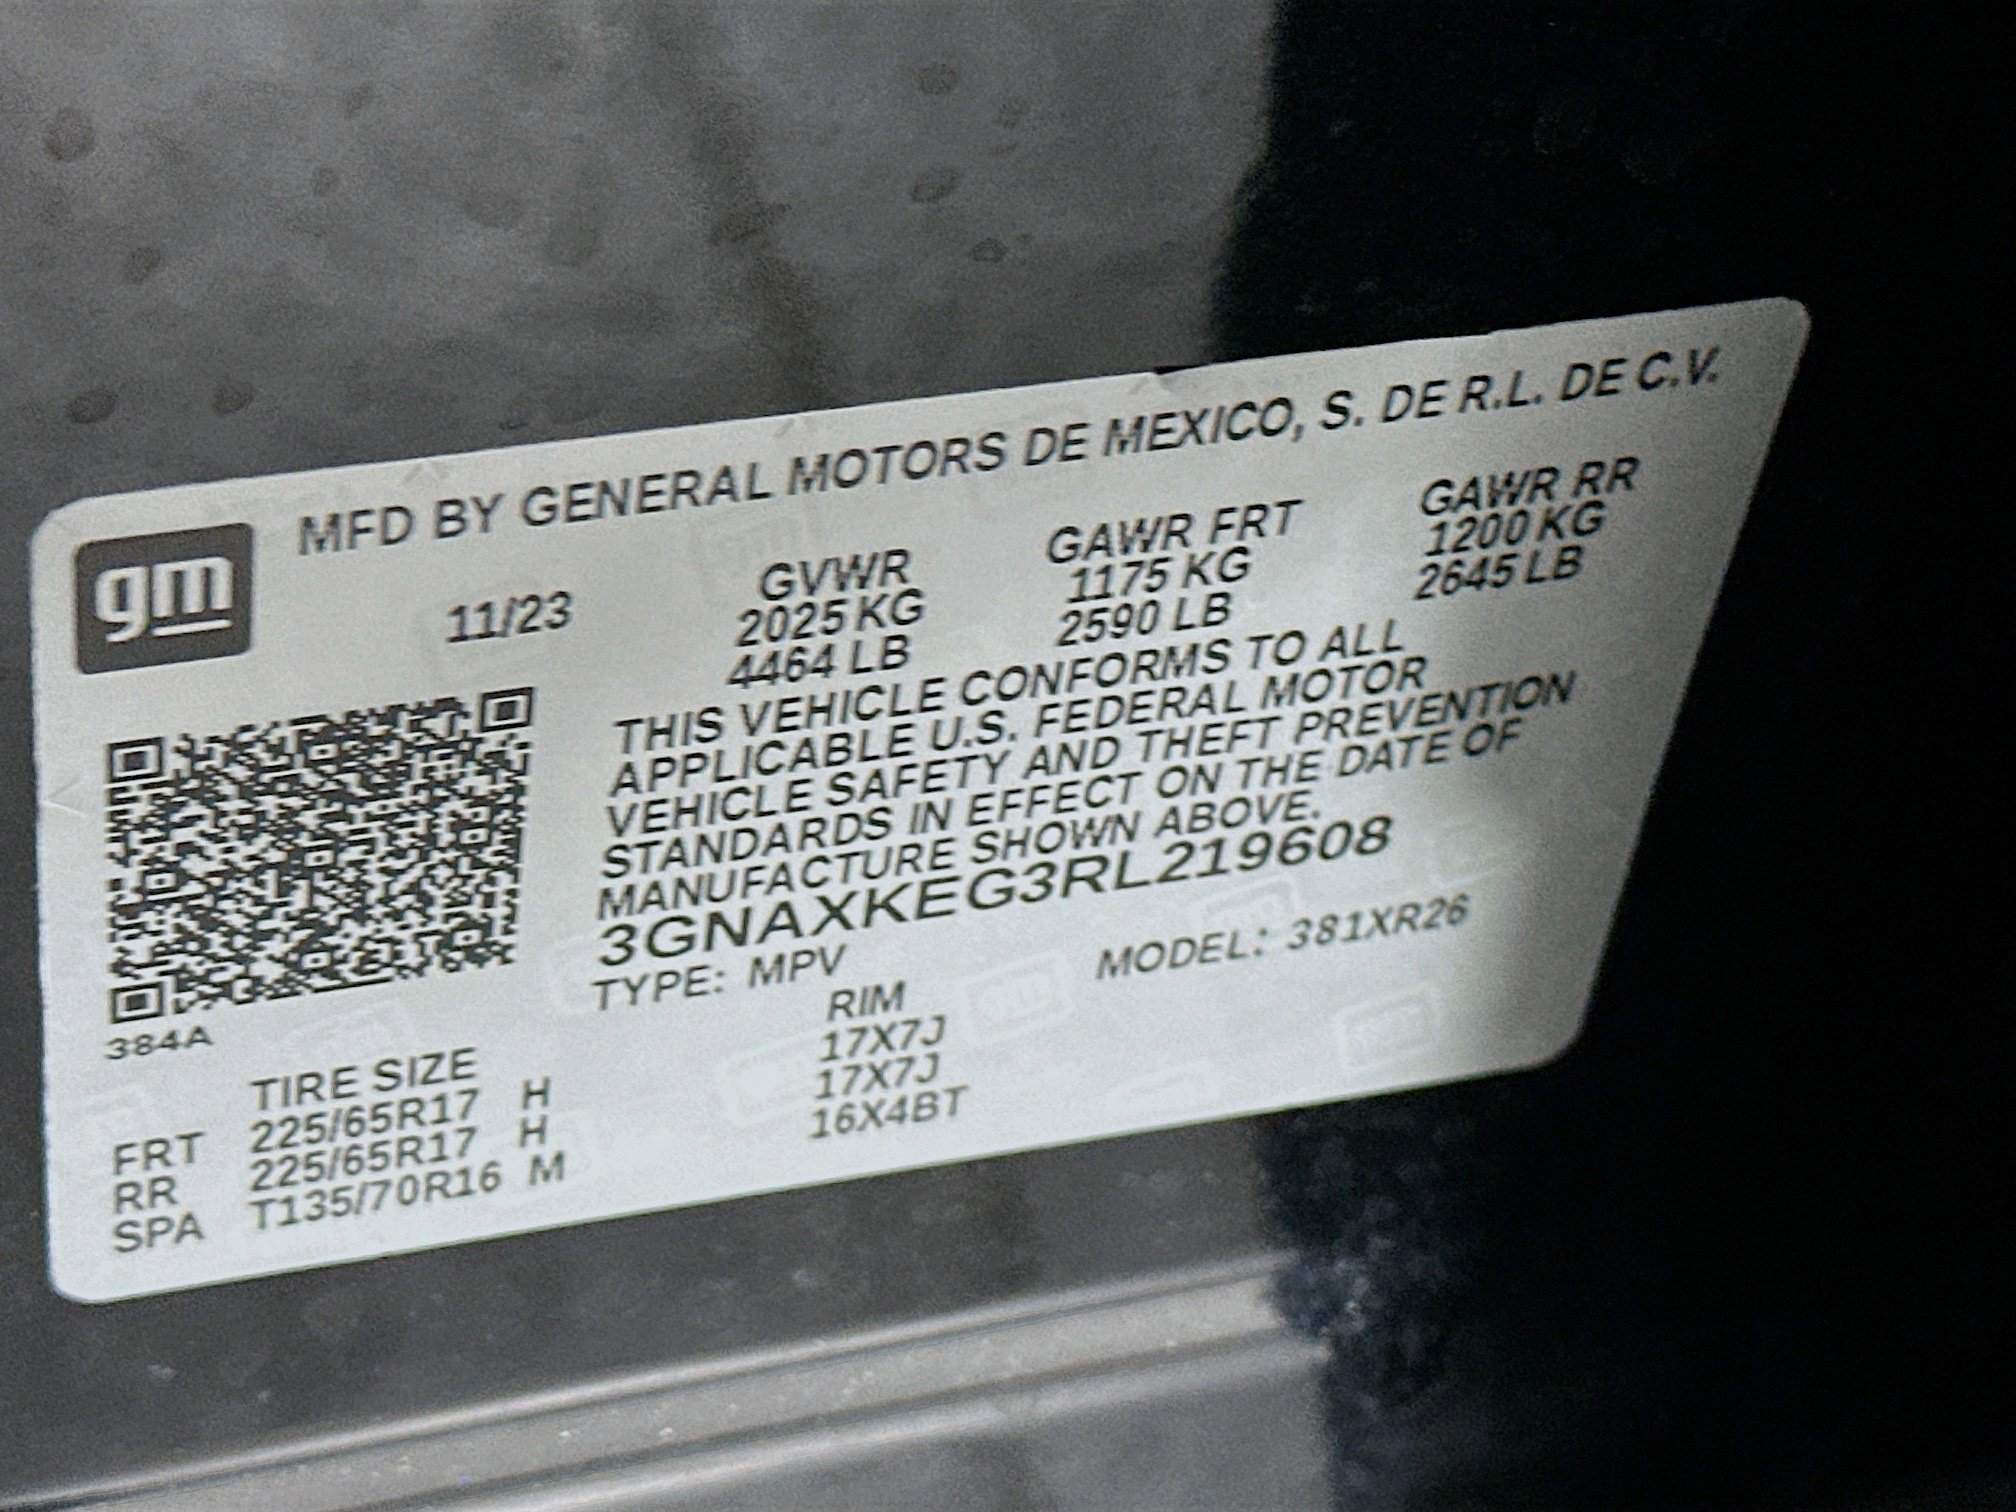 MFD BY GENERAL MOTORS DE MEXICO, S. DE R.L. DE C.V.
gm
11/23
GVWR
2025 KG
4464 LB
GAWR FRT
1175 KG
2590 LB
GAWR RR
1200 KG
2645 LB
THIS VEHICLE CONFORMS TO ALL
APPLICABLE U.S. FEDERAL MOTOR
VEHICLE SAFETY AND THEFT PREVENTION
STANDARDS IN EFFECT ON THE DATE OF
MANUFACTURE SHOWN ABOVE.
3GNAXKEG3RL219608
TYPE: MPV MODEL: 381XR26
384A
TIRE SIZE RIM
FRT 225/65R17 H 17X7J
RR 225/65R17 H 17X7J
SPA T135/70R16 M 16X4BT